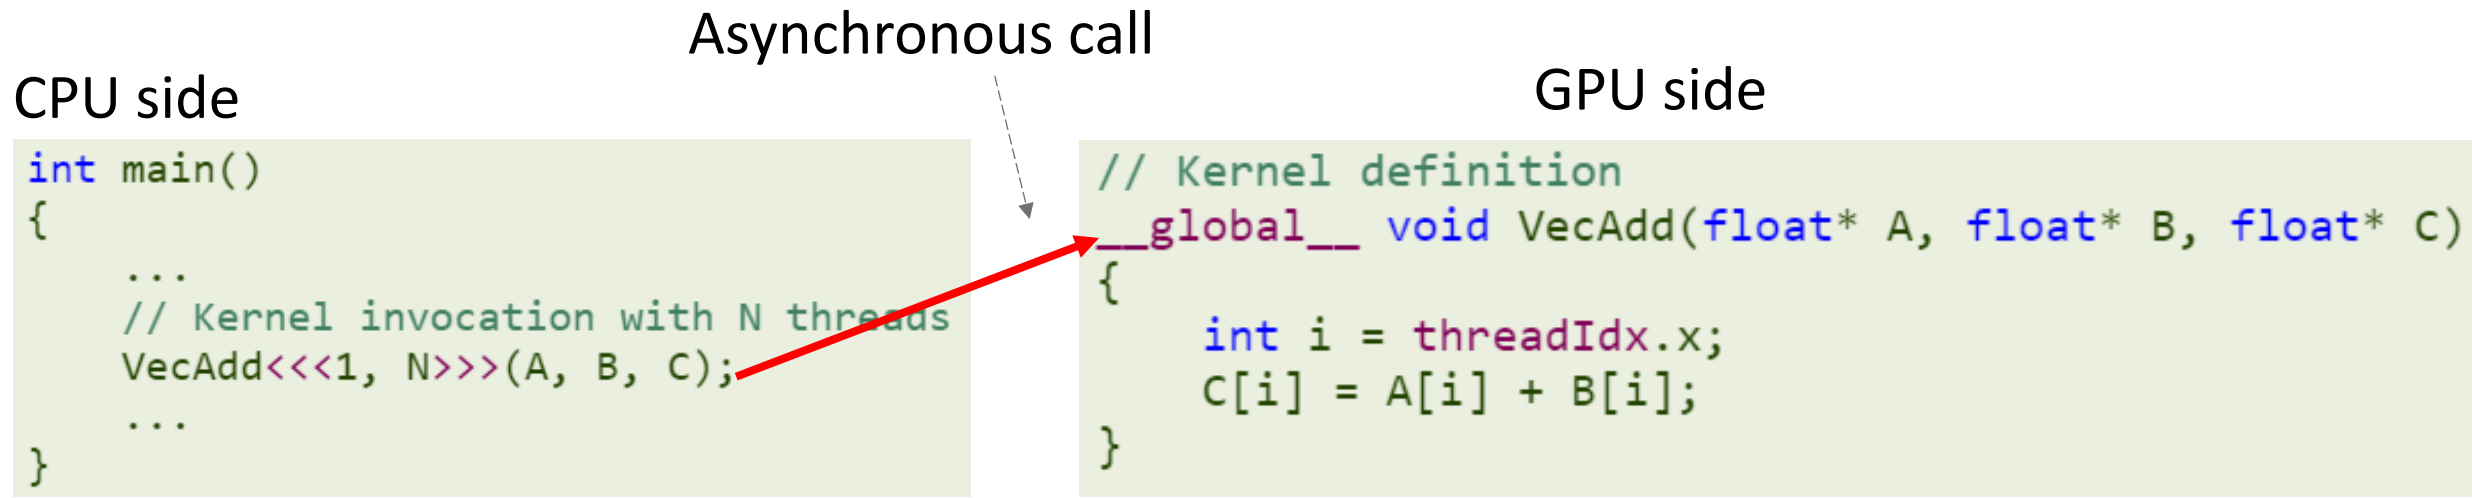 Asynchronous call
CPU side
int main()
{
    ...
    // Kernel invocation with N threads
    VecAdd<<<1, N>>>(A, B, C);
    ...
}
GPU side
// Kernel definition
__global__ void VecAdd(float* A, float* B, float* C)
{
    int i = threadIdx.x;
    C[i] = A[i] + B[i];
}